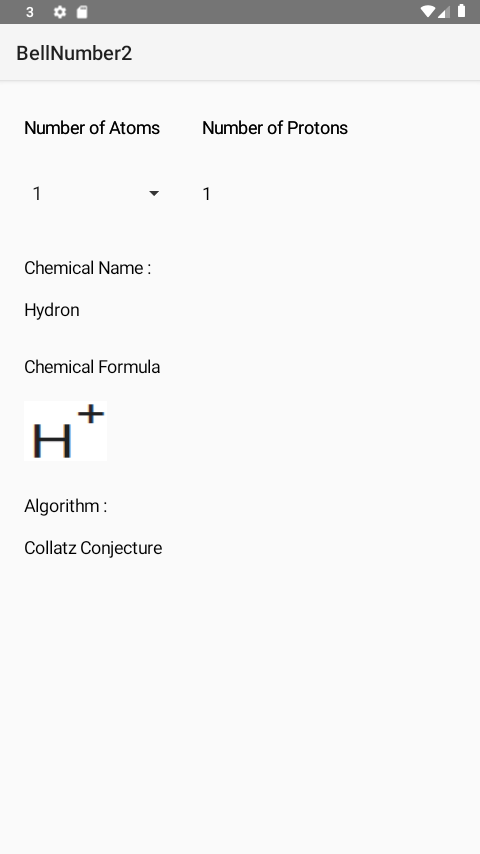 3
BellNumber2
Number of Atoms Number of Protons
1 1
Chemical Name :
Hydron
Chemical Formula
H+
Algorithm :
Collatz Conjecture